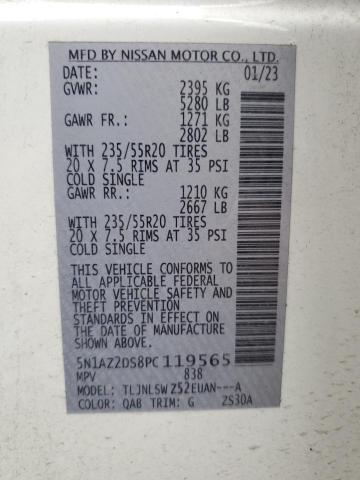 MFD BY NISSAN MOTOR CO., LTD.
DATE: 01/23
GVWR: 2395 KG
5280 LB
GAWR FR.: 1271 KG
2802 LB
WITH 235/55R20 TIRES
20 X 7.5 RIMS AT 35 PSI
COLD SINGLE
GAWR RR.: 1210 KG
2667 LB
WITH 235/55R20 TIRES
20 X 7.5 RIMS AT 35 PSI
COLD SINGLE
THIS VEHICLE CONFORMS TO
ALL APPLICABLE FEDERAL
MOTOR VEHICLE SAFETY AND
AND THEFT PREVENTION
STANDARDS IN EFFECT ON
THE DATE OF MANUFACTURE
SHOWN ABOVE.
5N1AZ2DS8PC119565
MPV 838
MODEL: TLJNLSW Z52EUAN---A
COLOR: QAB TRIM: G 2S30A